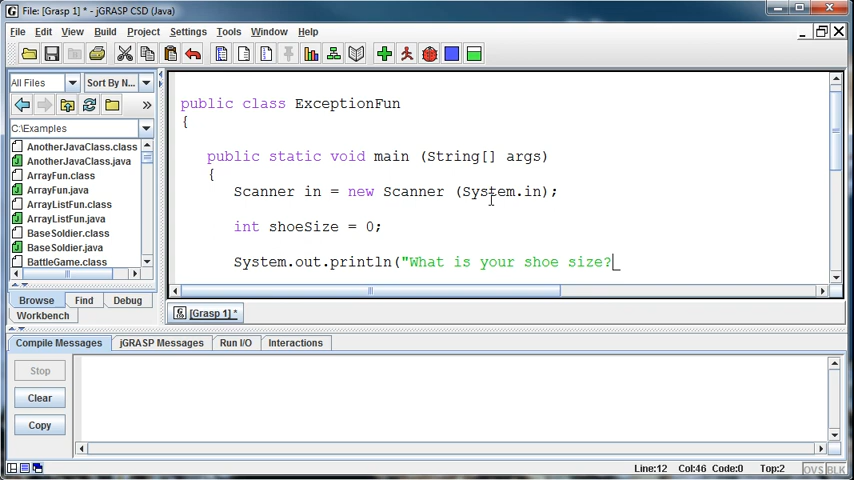 File: [Grasp 1] * - jGRASP CSD (Java)
File Edit View Build Project Settings Tools Window Help
All Files Sort By N...
C:\Examples
AnotherJavaClass.class
AnotherJavaClass.java
ArrayFun.class
ArrayFun.java
ArrayListFun.class
ArrayListFun.java
BaseSoldier.class
BaseSoldier.java
BattleGame.class
Browse Find Debug
Workbench
public class ExceptionFun
{
public static void main (String[] args)
{
Scanner in = new Scanner (System.in);
int shoeSize = 0;
System.out.println("What is your shoe size?
[Grasp 1] *
Compile Messages jGRASP Messages Run I/O Interactions
Stop
Clear
Copy
Line:12 Col:46 Code:0 Top:2 OVS BLK